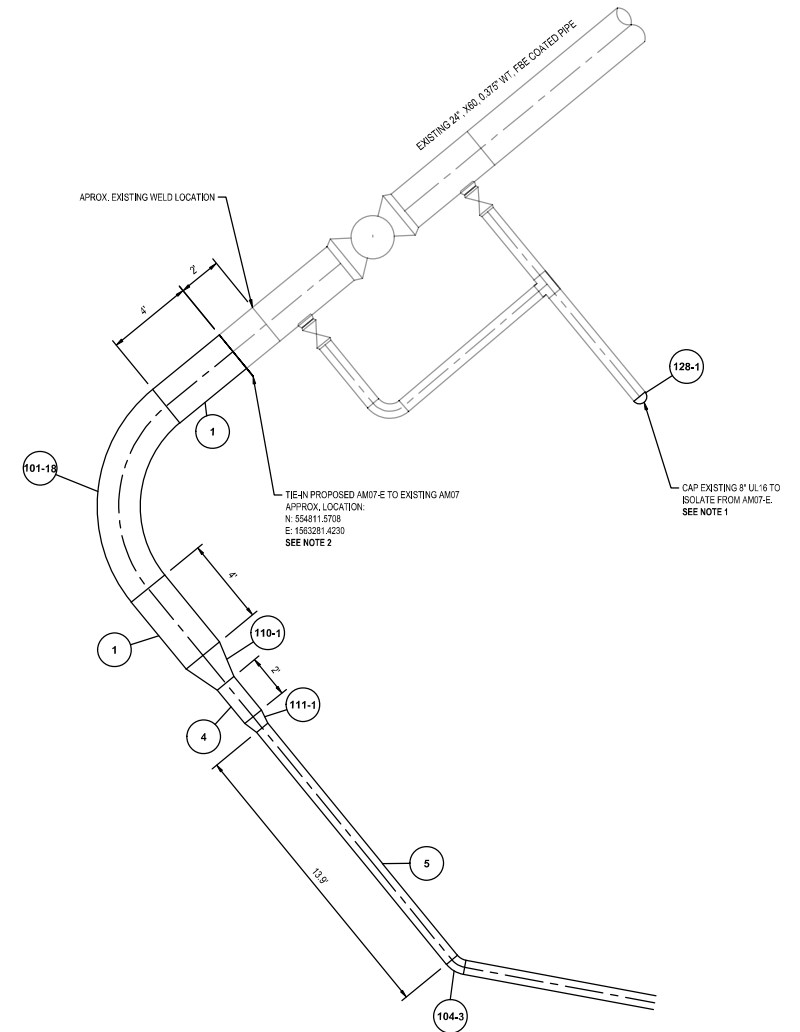 EXISTING 24", X60, 0.375" WT, FBE COATED PIPE
APROX. EXISTING WELD LOCATION
2'
4'
128-1
1
101-18
TIE-IN PROPOSED AM07-E TO EXISTING AM07
APPROX. LOCATION:
N: 554811.5708
E: 1563281.4230
SEE NOTE 2
CAP EXISTING 8" UL16 TO
ISOLATE FROM AM07-E.
SEE NOTE 1
4'
110-1
1
2'
111-1
4
5
13.9'
104-3